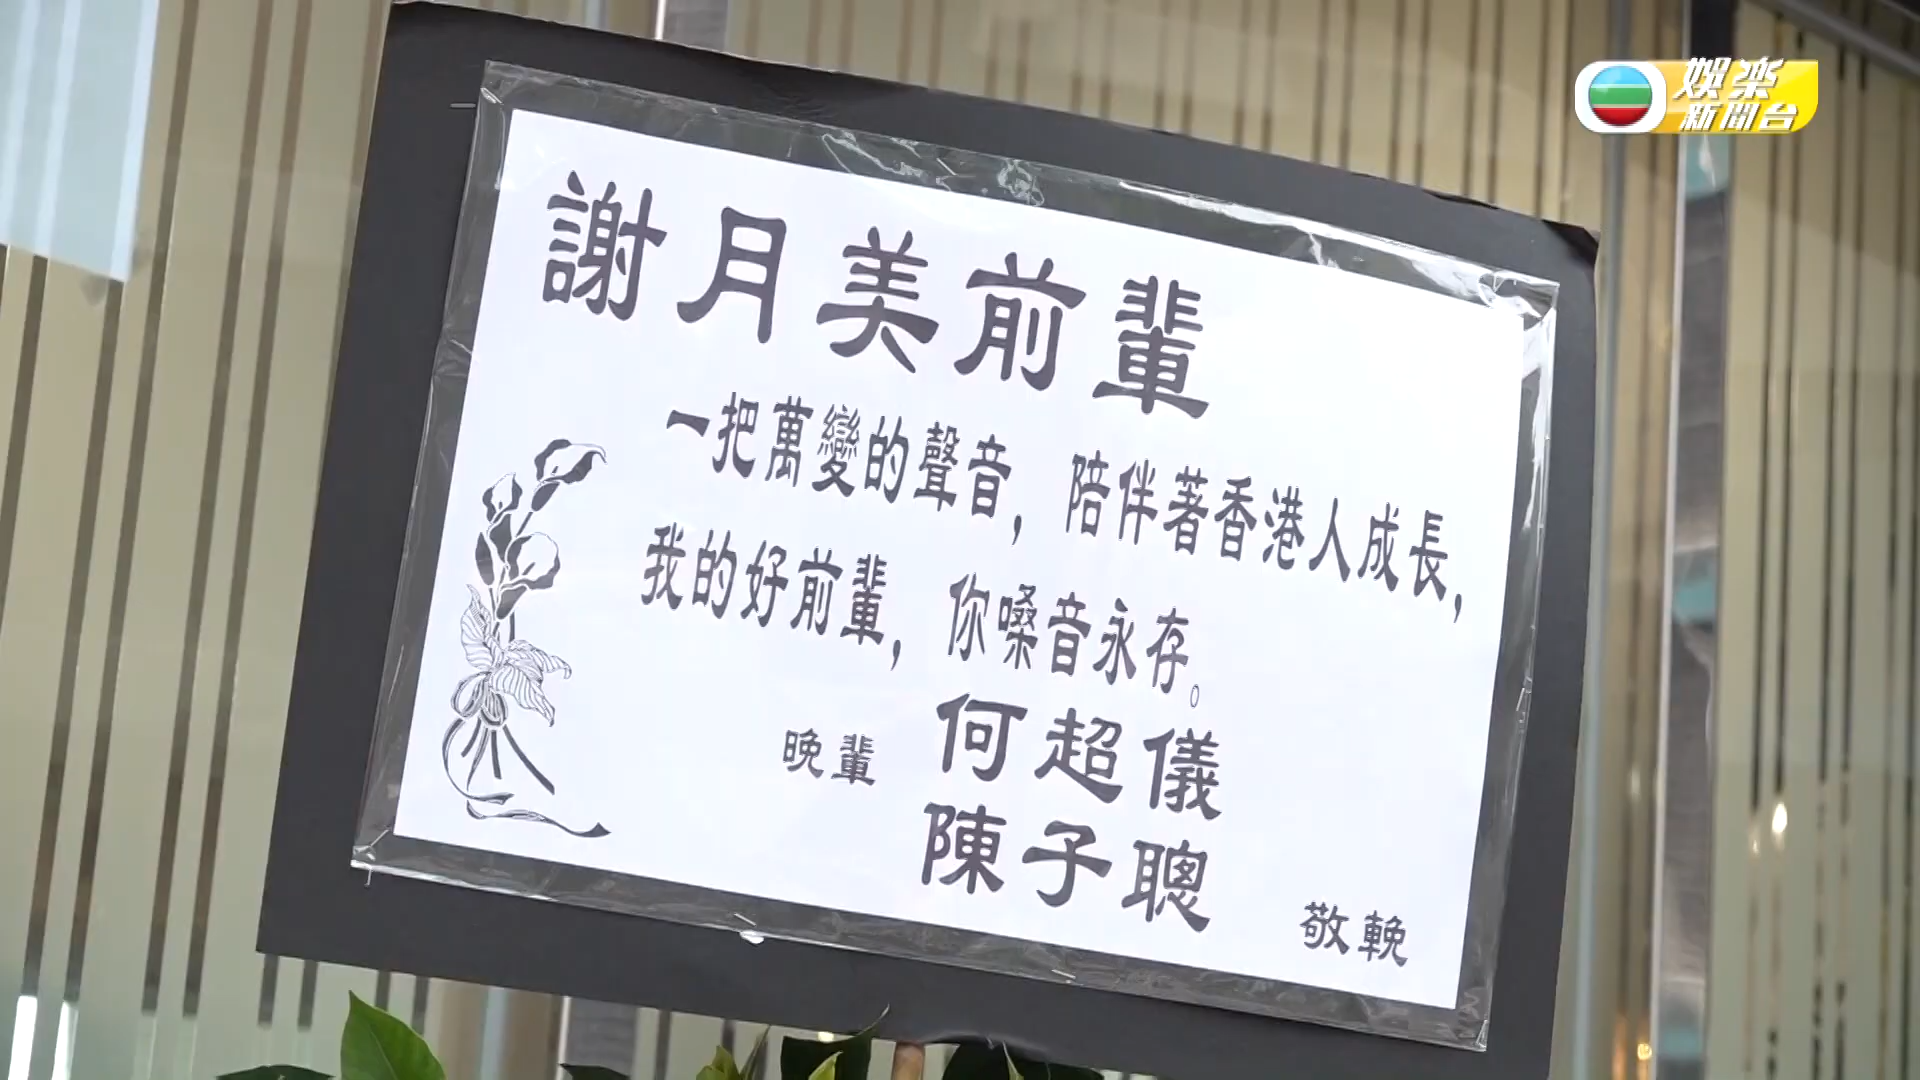 娛樂
新聞台
謝月美前輩
一把萬變的聲音，陪伴著香港人成長，
我的好前輩，你嗓音永存。
晚輩 何超儀
陳子聰
敬輓